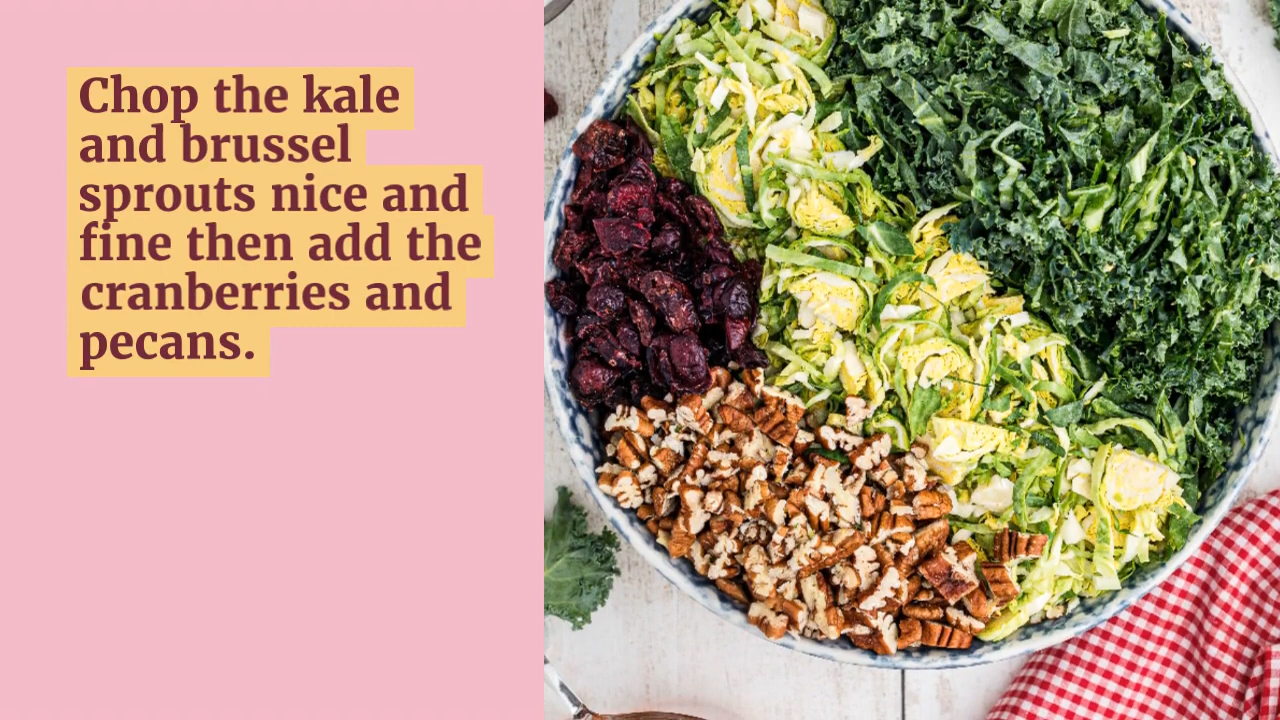 Chop the kale
and brussel
sprouts nice and
fine then add the
cranberries and
pecans.